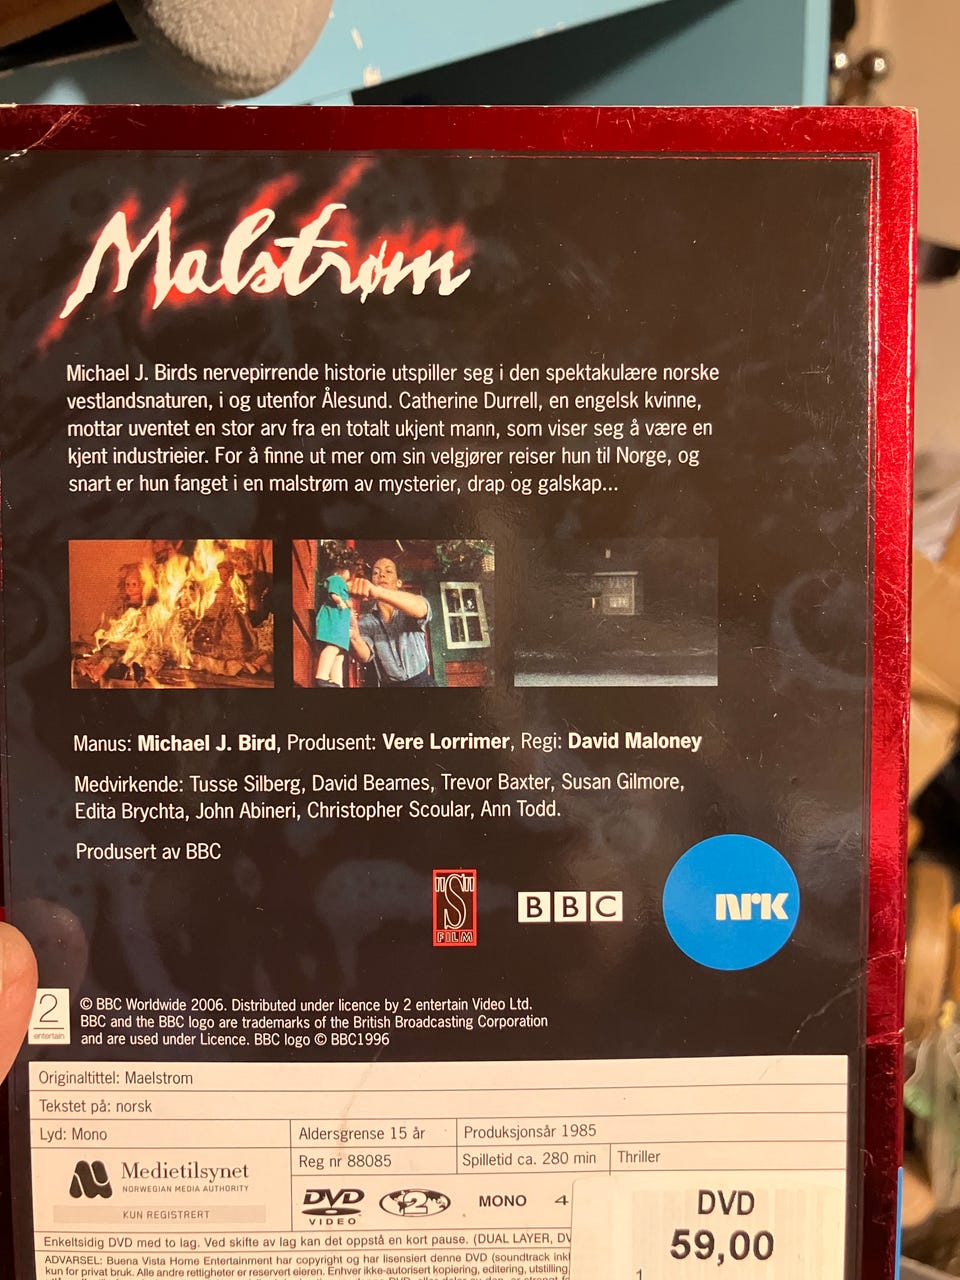 Malstrøm
Michael J. Birds nervepirrende historie utspiller seg i den spektakulære norske
vestlandsnaturen, i og utenfor Ålesund. Catherine Durrell, en engelsk kvinne,
mottar uventet en stor arv fra en totalt ukjent mann, som viser seg å være en
kjent industrieier. For å finne ut mer om sin velgjører reiser hun til Norge, og
snart er hun fanget i en malstrøm av mysterier, drap og galskap...
Manus: Michael J. Bird, Produsent: Vere Lorrimer, Regi: David Maloney
Medvirkende: Tusse Silberg, David Beames, Trevor Baxter, Susan Gilmore,
Edita Brychta, John Abineri, Christopher Scoular, Ann Todd.
Produsert av BBC
"S"
FILM
BBC
NRK
2
entertain
© BBC Worldwide 2006. Distributed under licence by 2 entertain Video Ltd.
BBC and the BBC logo are trademarks of the British Broadcasting Corporation
and are used under Licence. BBC logo © BBC1996
Originaltittel: Maelstrom
Tekstet på: norsk
Lyd: Mono
Aldersgrense 15 år
Produksjonsår 1985
Reg nr 88085
Spilletid ca. 280 min
Thriller
Medietilsynet
NORWEGIAN MEDIA AUTHORITY
KUN REGISTRERT
DVD
VIDEO
2
MONO
4
DVD
59,00
1
Enkeltsidig DVD med to lag. Ved skifte av lag kan det oppstå en kort pause. (DUAL LAYER, DV
ADVARSEL: Buena Vista Home Entertainment har copyright og har lisensiert denne DVD (soundtrack inkl
kun for privat bruk. Alle andre rettigheter er reservert eieren. Enhver ikke-autorisert kopiering, editering, utstilling,